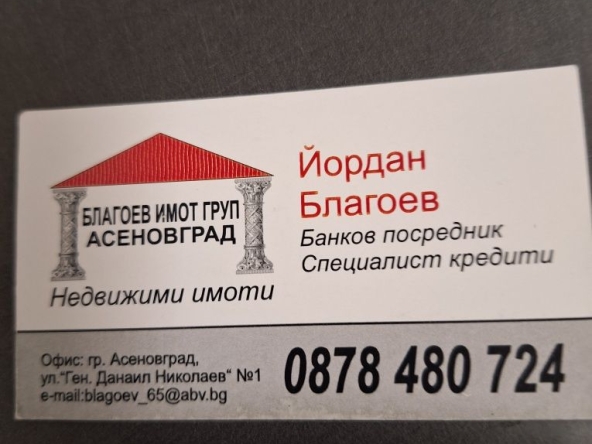 БЛАГОЕВ ИМОТ ГРУП
АСЕНОВГРАД
Недвижими имоти
Йордан
Благоев
Банков посредник
Специалист кредити
Офис: гр. Асеновград,
ул."Ген. Данаил Николаев" №1
e-mail:blagoev_65@abv.bg
0878 480 724